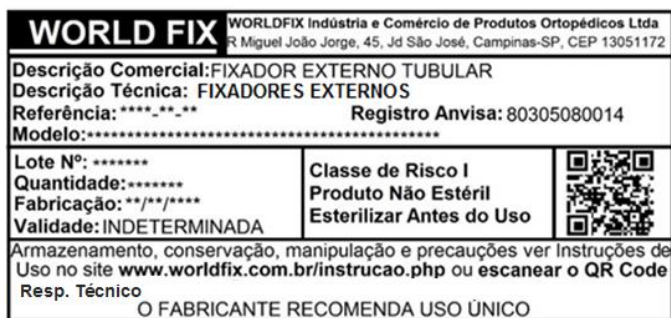 WORLD FIX
WORLDFIX Indústria e Comércio de Produtos Ortopédicos Ltda
R Miguel João Jorge, 45, Jd São José, Campinas-SP, CEP 13051172
Descrição Comercial:FIXADOR EXTERNO TUBULAR
Descrição Técnica: FIXADORES EXTERNOS
Referência: ****-**-** Registro Anvisa: 80305080014
Modelo:*********************************************
Lote Nº: *******
Quantidade:*******
Fabricação:**/**/****
Validade:INDETERMINADA
Classe de Risco I
Produto Não Estéril
Esterilizar Antes do Uso
Armazenamento, conservação, manipulação e precauções ver Instruções de
Uso no site www.worldfix.com.br/instrucao.php ou escanear o QR Code
Resp. Técnico
O FABRICANTE RECOMENDA USO ÚNICO